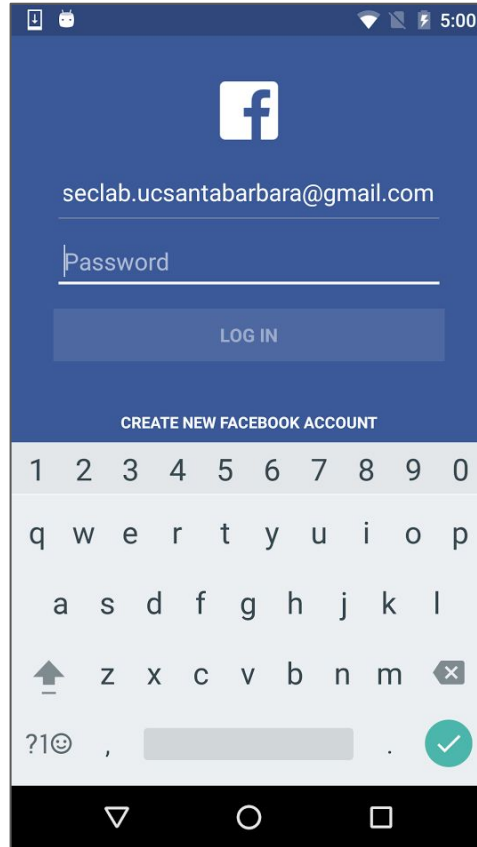 5:00
f
seclab.ucsantabarbara@gmail.com
Password
LOG IN
CREATE NEW FACEBOOK ACCOUNT
1 2 3 4 5 6 7 8 9 0
q w e r t y u i o p
a s d f g h j k l
z x c v b n m
?1☺ , .